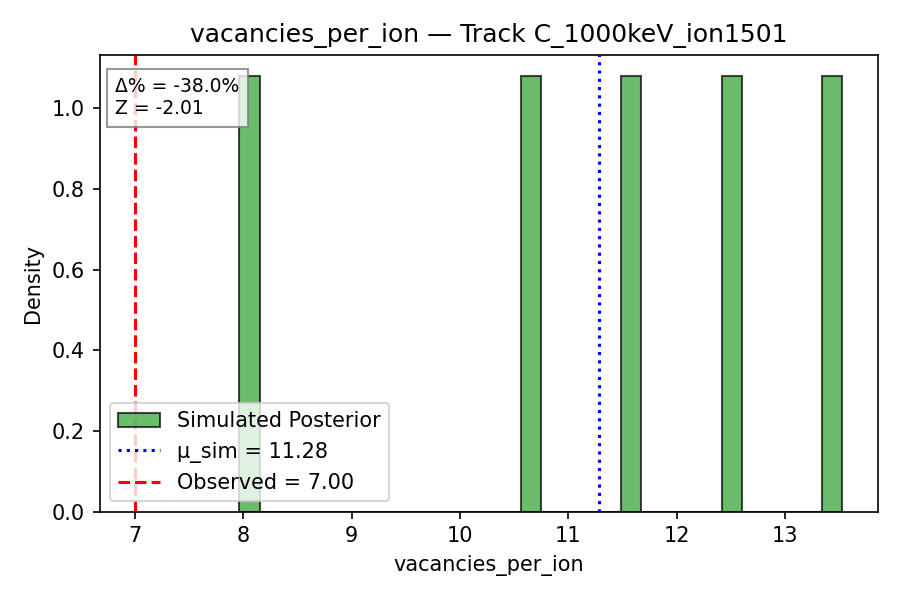 vacancies_per_ion — Track C_1000keV_ion1501
Δ% = -38.0%
Z = -2.01
Density
1.0
0.8
0.6
0.4
0.2
0.0
Simulated Posterior
μ_sim = 11.28
Observed = 7.00
7 8 9 10 11 12 13
vacancies_per_ion